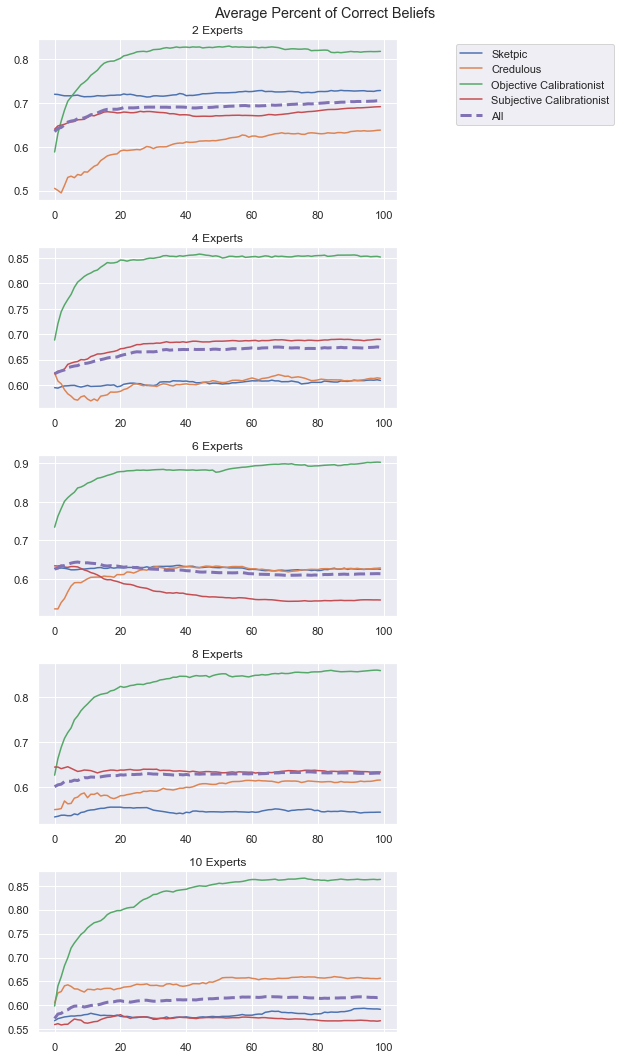 Average Percent of Correct Beliefs
2 Experts
Sketpic
Credulous
Objective Calibrationist
Subjective Calibrationist
All
0.8
0.7
0.6
0.5
0 20 40 60 80 100
4 Experts
0.85
0.80
0.75
0.70
0.65
0.60
0 20 40 60 80 100
6 Experts
0.9
0.8
0.7
0.6
0 20 40 60 80 100
8 Experts
0.8
0.7
0.6
0 20 40 60 80 100
10 Experts
0.85
0.80
0.75
0.70
0.65
0.60
0.55
0 20 40 60 80 100